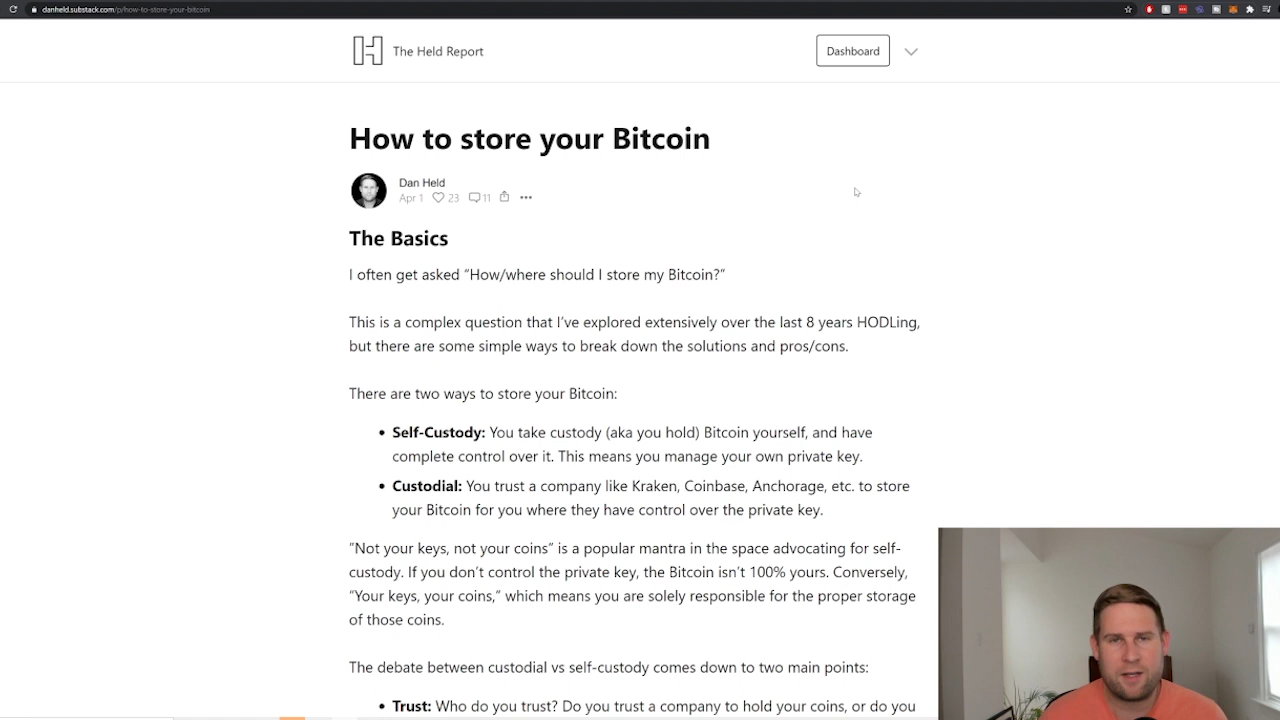 danheld.substack.com/p/how-to-store-your-bitcoin
The Held Report
Dashboard
How to store your Bitcoin
Dan Held
Apr 1 23 11
The Basics
I often get asked “How/where should I store my Bitcoin?”
This is a complex question that I’ve explored extensively over the last 8 years HODLing,
but there are some simple ways to break down the solutions and pros/cons.
There are two ways to store your Bitcoin:
• Self-Custody: You take custody (aka you hold) Bitcoin yourself, and have
complete control over it. This means you manage your own private key.
• Custodial: You trust a company like Kraken, Coinbase, Anchorage, etc. to store
your Bitcoin for you where they have control over the private key.
“Not your keys, not your coins” is a popular mantra in the space advocating for self-
custody. If you don’t control the private key, the Bitcoin isn’t 100% yours. Conversely,
“Your keys, your coins,” which means you are solely responsible for the proper storage
of those coins.
The debate between custodial vs self-custody comes down to two main points:
• Trust: Who do you trust? Do you trust a company to hold your coins, or do you